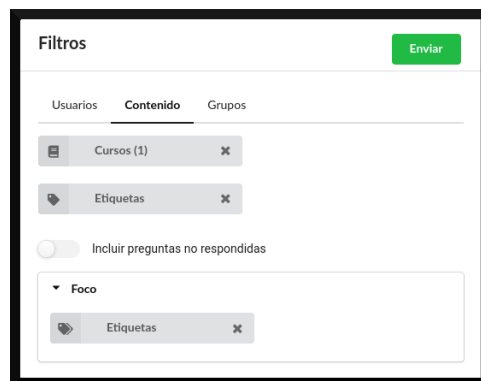 Filtros
Enviar
Usuarios Contenido Grupos
Cursos (1)
Etiquetas
Incluir preguntas no respondidas
Foco
Etiquetas